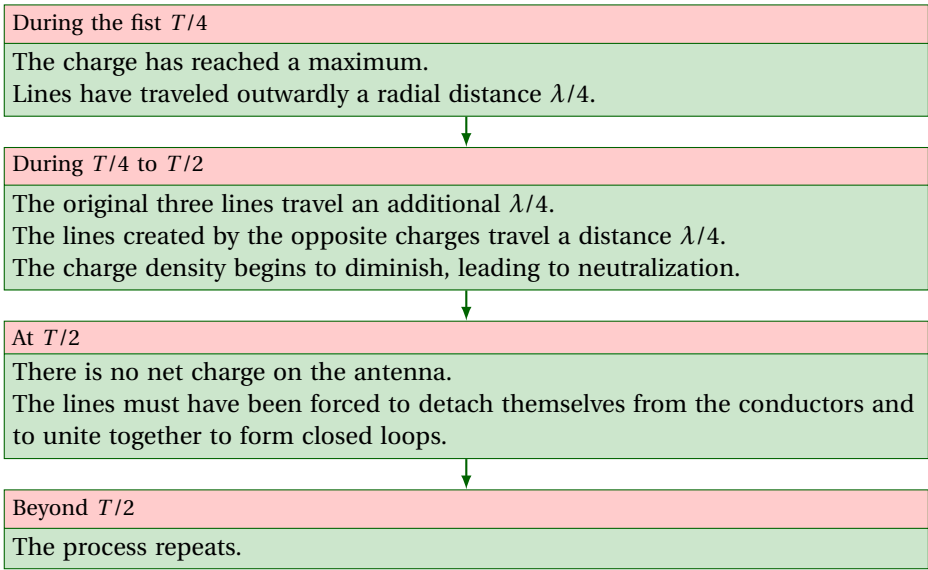 During the fist T/4
The charge has reached a maximum.
Lines have traveled outwardly a radial distance λ/4.
During T/4 to T/2
The original three lines travel an additional λ/4.
The lines created by the opposite charges travel a distance λ/4.
The charge density begins to diminish, leading to neutralization.
At T/2
There is no net charge on the antenna.
The lines must have been forced to detach themselves from the conductors and
to unite together to form closed loops.
Beyond T/2
The process repeats.